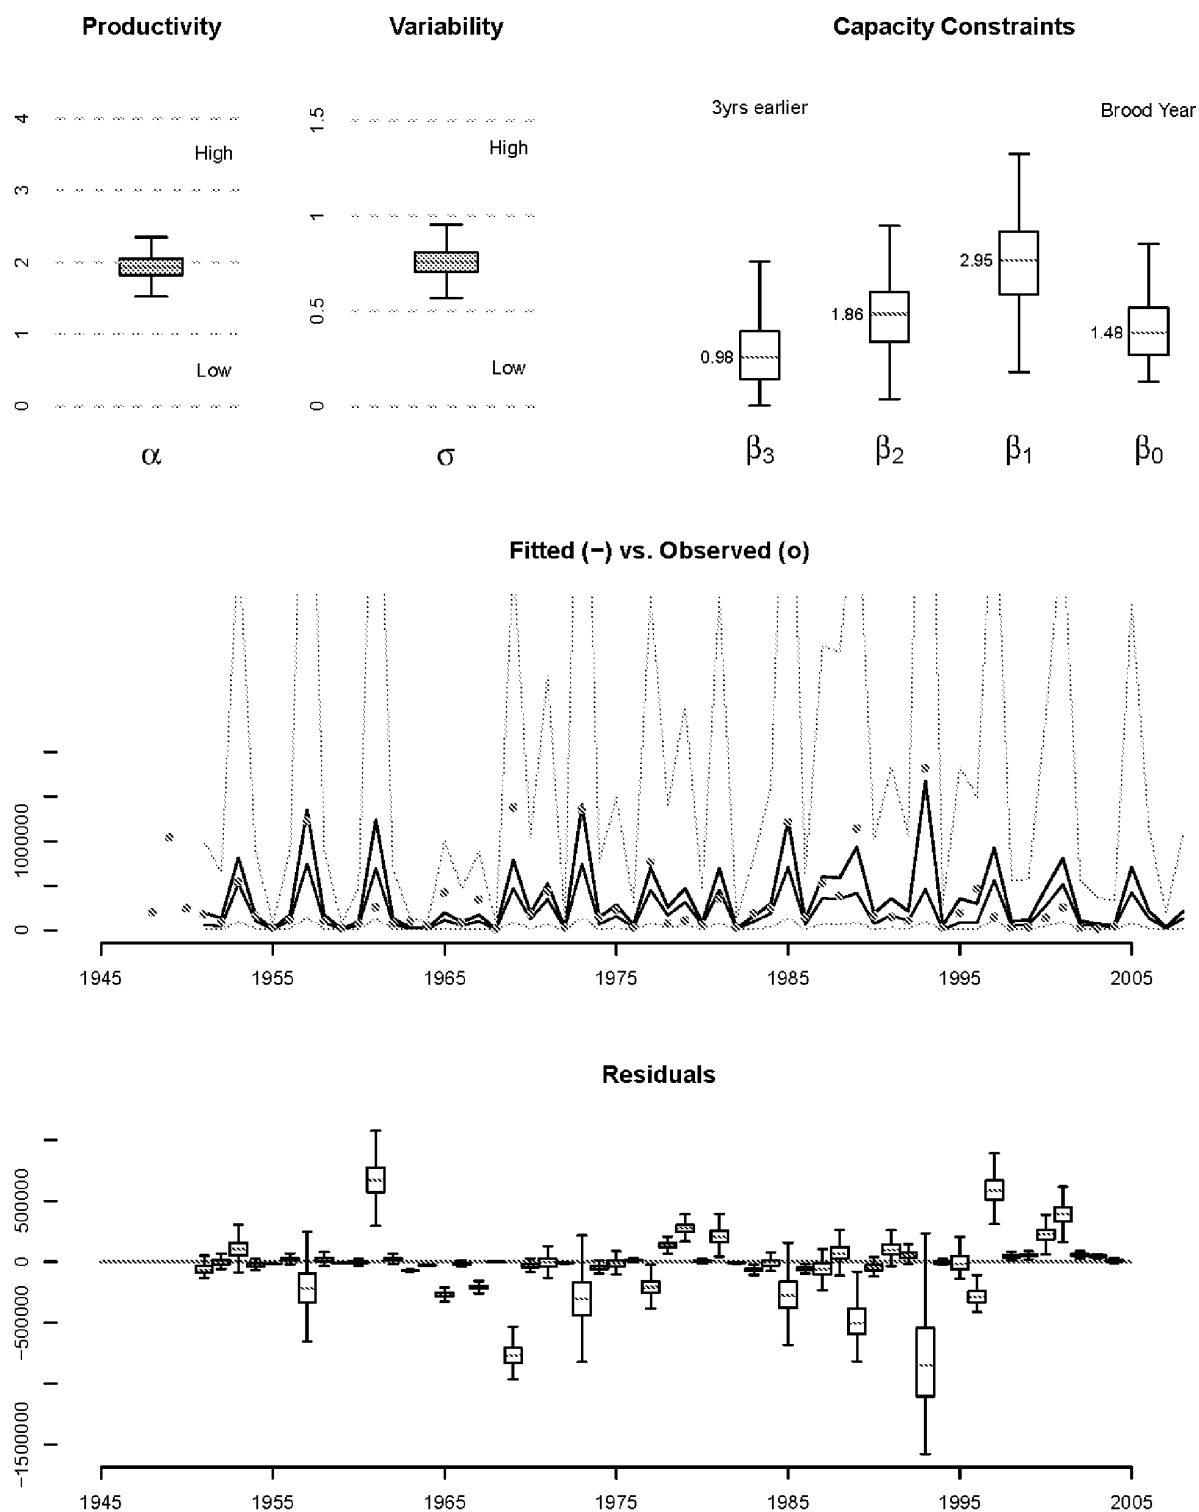 Productivity
Variability
Capacity Constraints
3yrs earlier
Brood Year
4
3
2
1
0
High
Low
1.5
1
0.5
0
High
Low
0.98
1.86
2.95
1.48
α
σ
β3
β2
β1
β0
Fitted (−) vs. Observed (o)
1000000
0
1945
1955
1965
1975
1985
1995
2005
Residuals
500000
0
−500000
−1500000
1945
1955
1965
1975
1985
1995
2005